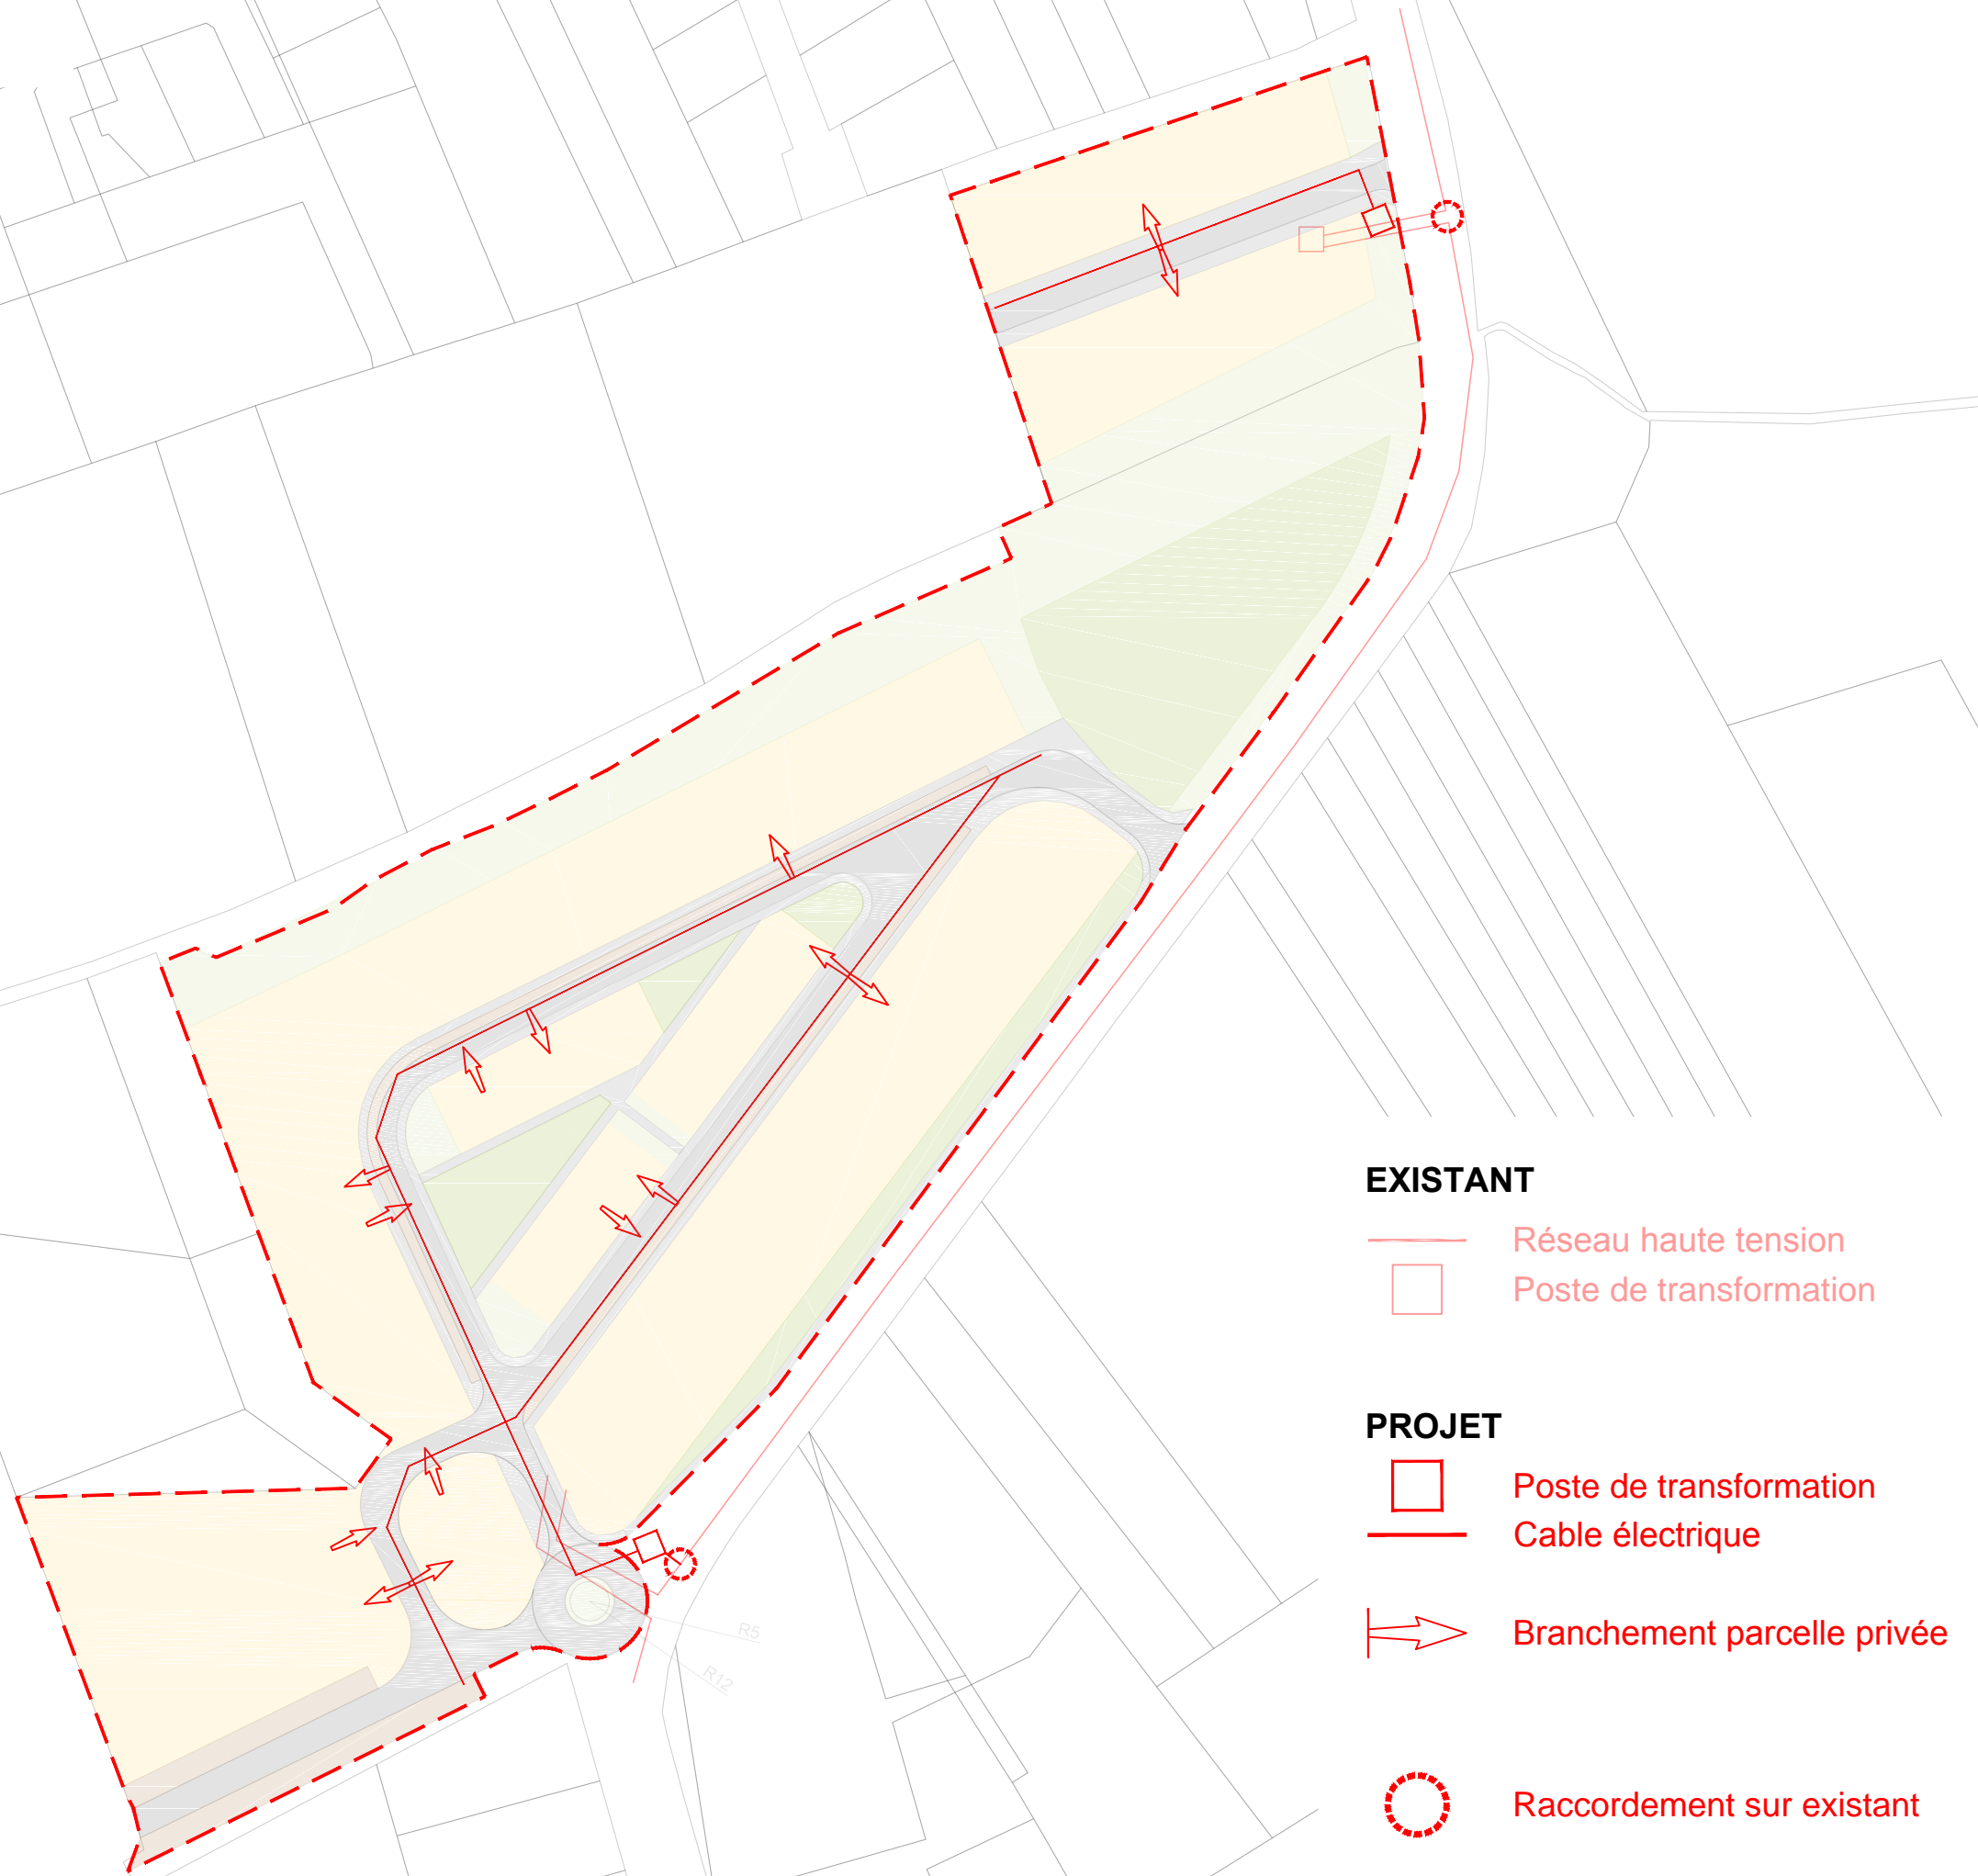 EXISTANT
Réseau haute tension
Poste de transformation
PROJET
Poste de transformation
Cable électrique
Branchement parcelle privée
Raccordement sur existant
R5
R12